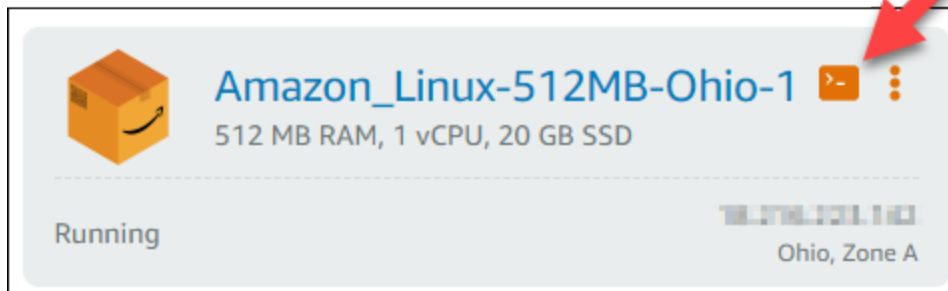 Amazon_Linux-512MB-Ohio-1
512 MB RAM, 1 vCPU, 20 GB SSD
Running
Ohio, Zone A